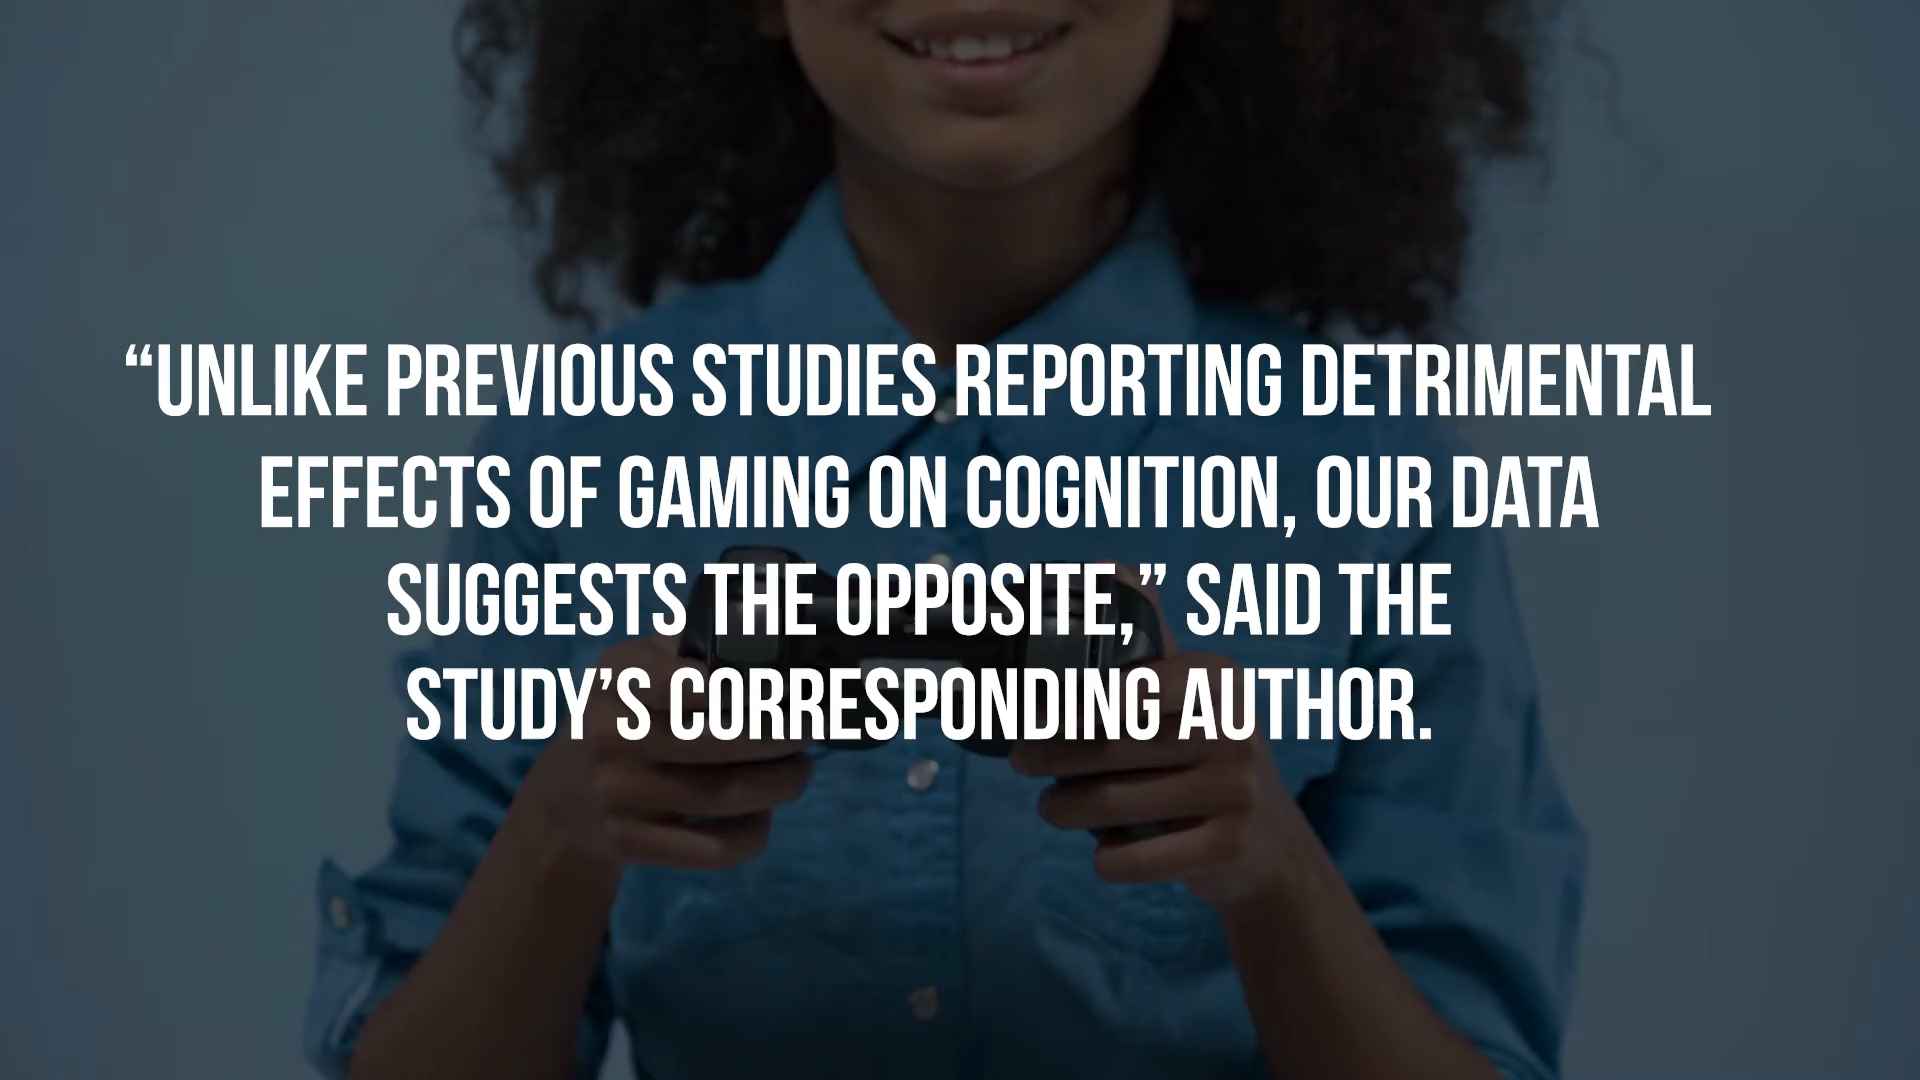 “UNLIKE PREVIOUS STUDIES REPORTING DETRIMENTAL
EFFECTS OF GAMING ON COGNITION, OUR DATA
SUGGESTS THE OPPOSITE,” SAID THE
STUDY’S CORRESPONDING AUTHOR.